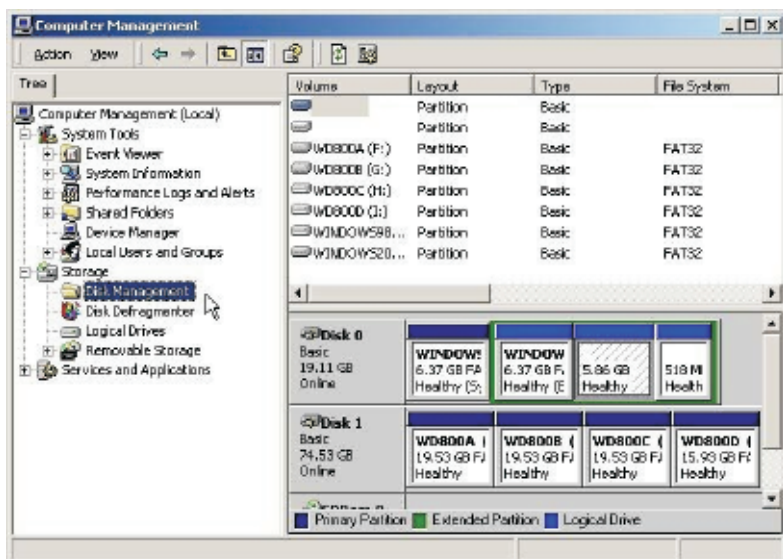 Computer Management
Action View
Tree
Computer Management (Local)
System Tools
Event Viewer
System Information
Performance Logs and Alerts
Shared Folders
Device Manager
Local Users and Groups
Storage
Disk Management
Disk Defragmenter
Logical Drives
Removable Storage
Services and Applications
Volume Layout Type File System
Partition Basic
Partition Basic
WD800A (F:) Partition Basic FAT32
WD800B (G:) Partition Basic FAT32
WD800C (H:) Partition Basic FAT32
WD800D (I:) Partition Basic FAT32
WINDOWS98... Partition Basic FAT32
WINDOWS20... Partition Basic FAT32
Disk 0
Basic
19.11 GB
Online
WINDOWS
6.37 GB FA
Healthy (Sy
WINDOW
6.37 GB F
Healthy (E
5.86 GB
Healthy
518 M
Health
Disk 1
Basic
74.53 GB
Online
WD800A (
19.53 GB F
Healthy
WD800B (
19.53 GB F
Healthy
WD800C (
19.53 GB F
Healthy
WD800D (
15.93 GB F
Healthy
Primary Partition Extended Partition Logical Drive